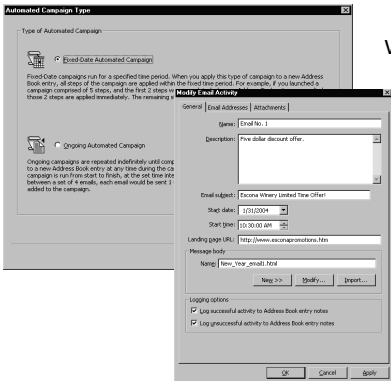 Automated Campaign Type
Type of Automated Campaign
Fixed-Date Automated Campaign
Fixed-Date campaigns run for a specified time period. When you apply this type of campaign to a new Address
Book entry, all steps of the campaign are applied within the fixed time period. For example, if you launched a
campaign comprised of 5 steps, and the first 2 steps w
those 2 steps are applied immediately. The remaining s
Ongoing Automated Campaign
Ongoing campaigns are repeated indefinitely until comp
to a new Address Book entry at any time during the ca
campaign is run from start to finish, at the set time inte
between a set of 4 emails, each email would be sent 1
added to the campaign.
Modify Email Activity
General Email Addresses Attachments
Name: Email No. 1
Description: Five dollar discount offer.
Email subject: Escona Winery Limited Time Offer!
Start date: 1/31/2004
Start time: 10:30:00 AM
Landing page URL: http://www.esconapromotions.htm
Message body
Name: New_Year_email1.html
New >> Modify... Import...
Logging options
Log successful activity to Address Book entry notes
Log unsuccessful activity to Address Book entry notes
OK Cancel Apply